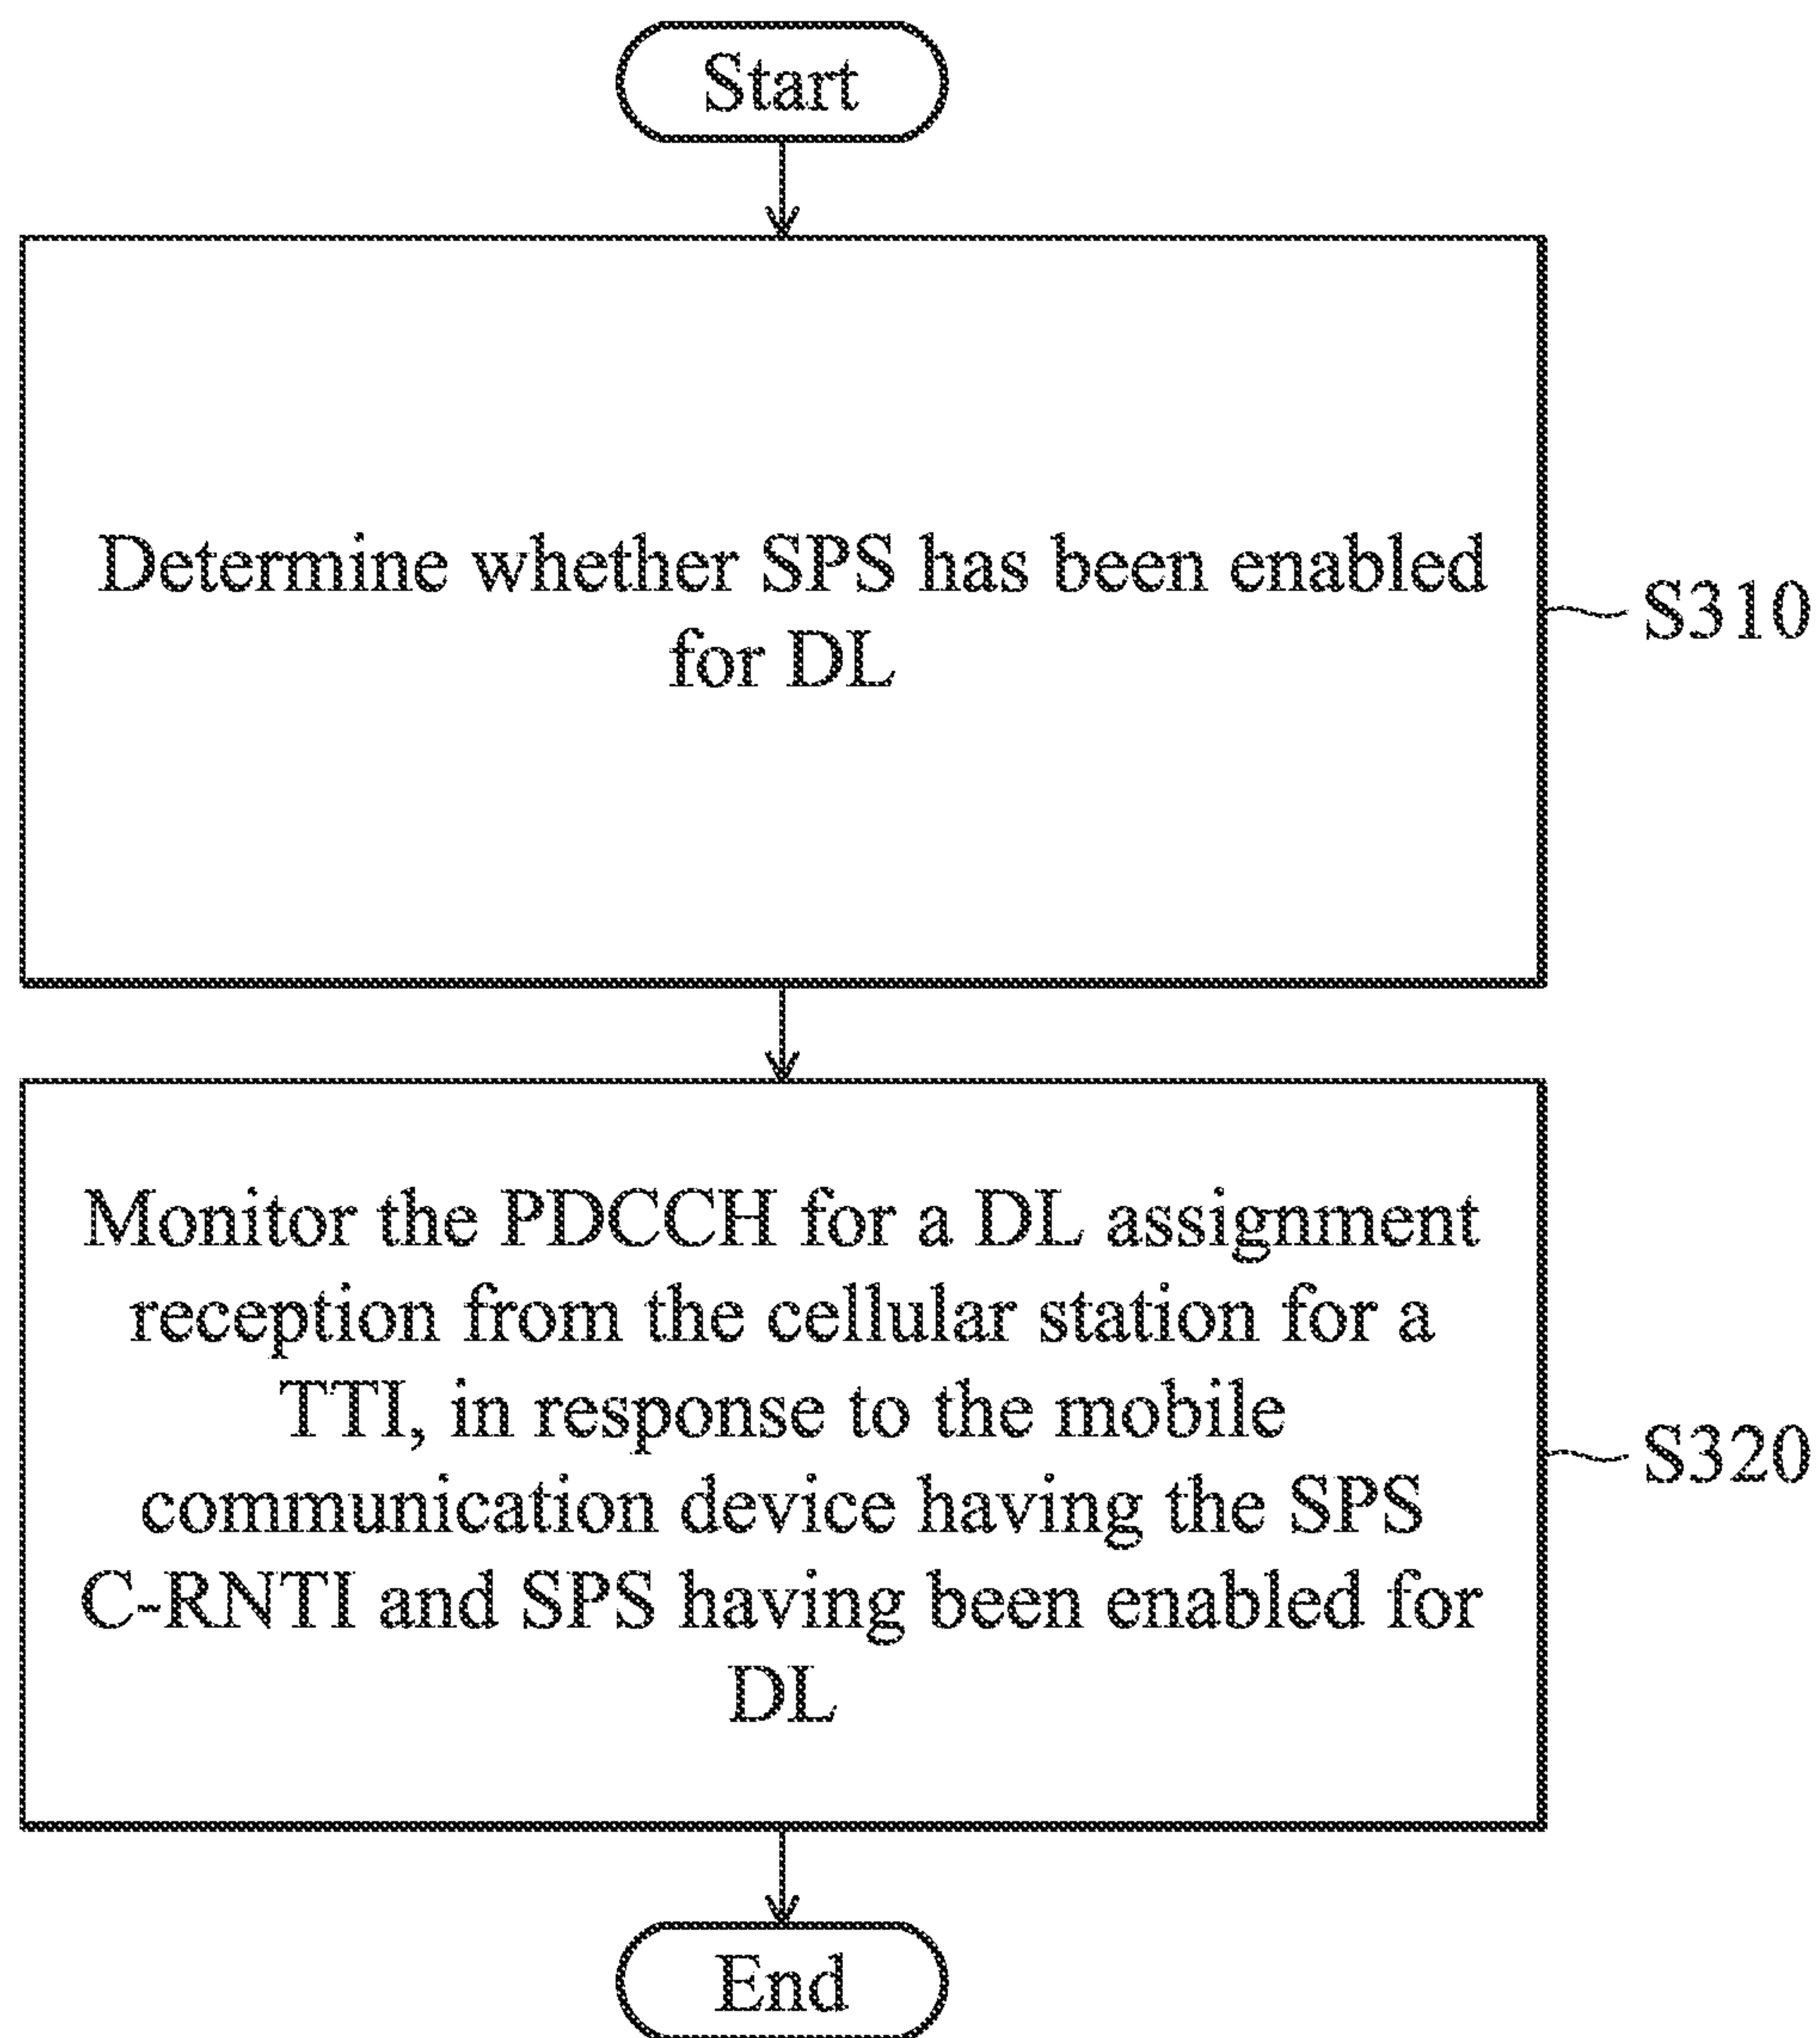 Start
Determine whether SPS has been enabled
for DL
S310
Monitor the PDCCH for a DL assignment
reception from the cellular station for a
TTI, in response to the mobile
communication device having the SPS
C-RNTI and SPS having been enabled for
DL
S320
End